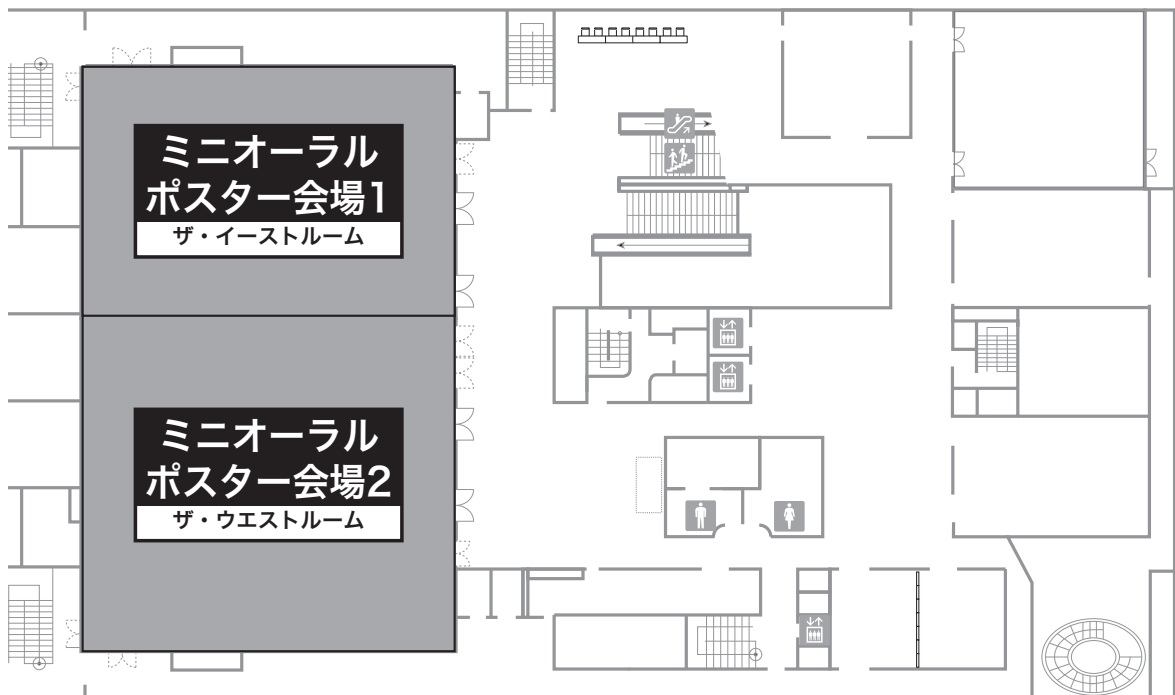 ミニオーラル
ポスター会場1
ザ・イーストルーム
ミニオーラル
ポスター会場2
ザ・ウエストルーム